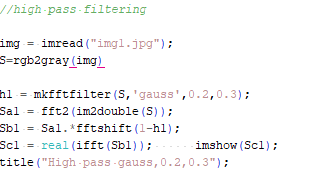 //high pass filtering
img = imread("img1.jpg");
S=rgb2gray(img)
h1 = mkfftfilter(S,'gauss',0.2,0.3);
Sa1 = fft2(im2double(S));
Sb1 = Sa1.*fftshift(1-h1);
Sc1 = real(ifft(Sb1)); imshow(Sc1);
title("High pass gauss,0.2,0.3");